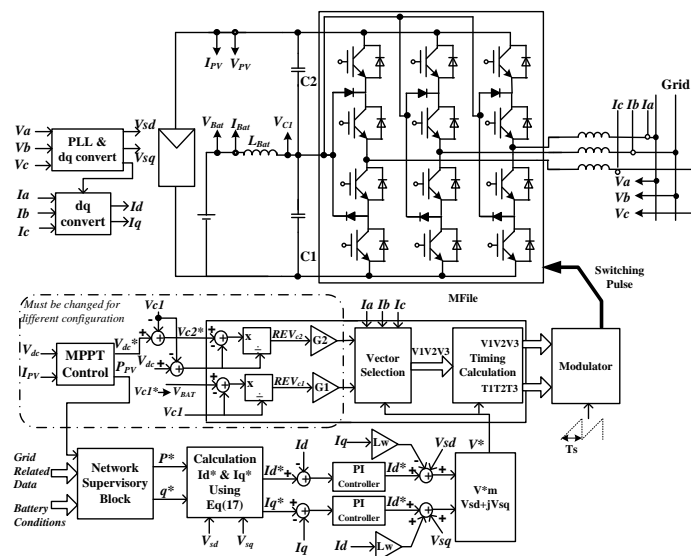 I_PV V_PV
C2
Grid
Ic Ib Ia
V_Bat I_Bat
L_Bat
V_C1
Va
Vb
Vc
PLL &
dq convert
Vsd
Vsq
Ia
Ib
Ic
dq
convert
Id
Iq
C1
Va
Vb
Vc
Switching
Pulse
MFile
Must be changed for
different configuration
Vc1
V_dc
I_PV
MPPT
Control
V_dc*
P_PV
Vc2*
V_dc
Vc1* V_BAT
Vc1
x
÷
REV_c2
G2
x
÷
REV_c1
G1
Ia Ib Ic
Vector
Selection
V1V2V3
Timing
Calculation
V1V2V3
T1T2T3
Modulator
Ts
Grid
Related
Data
Battery
Conditions
Network
Supervisory
Block
P*
q*
Calculation
Id* & Iq*
Using
Eq(17)
V_sd V_sq
Id*
Iq*
Id
Iq
PI
Controller
Id*
PI
Controller
Id*
Iq
Lw
Vsd
Id
Lw
Vsq
V*
V*m
Vsd+jVsq